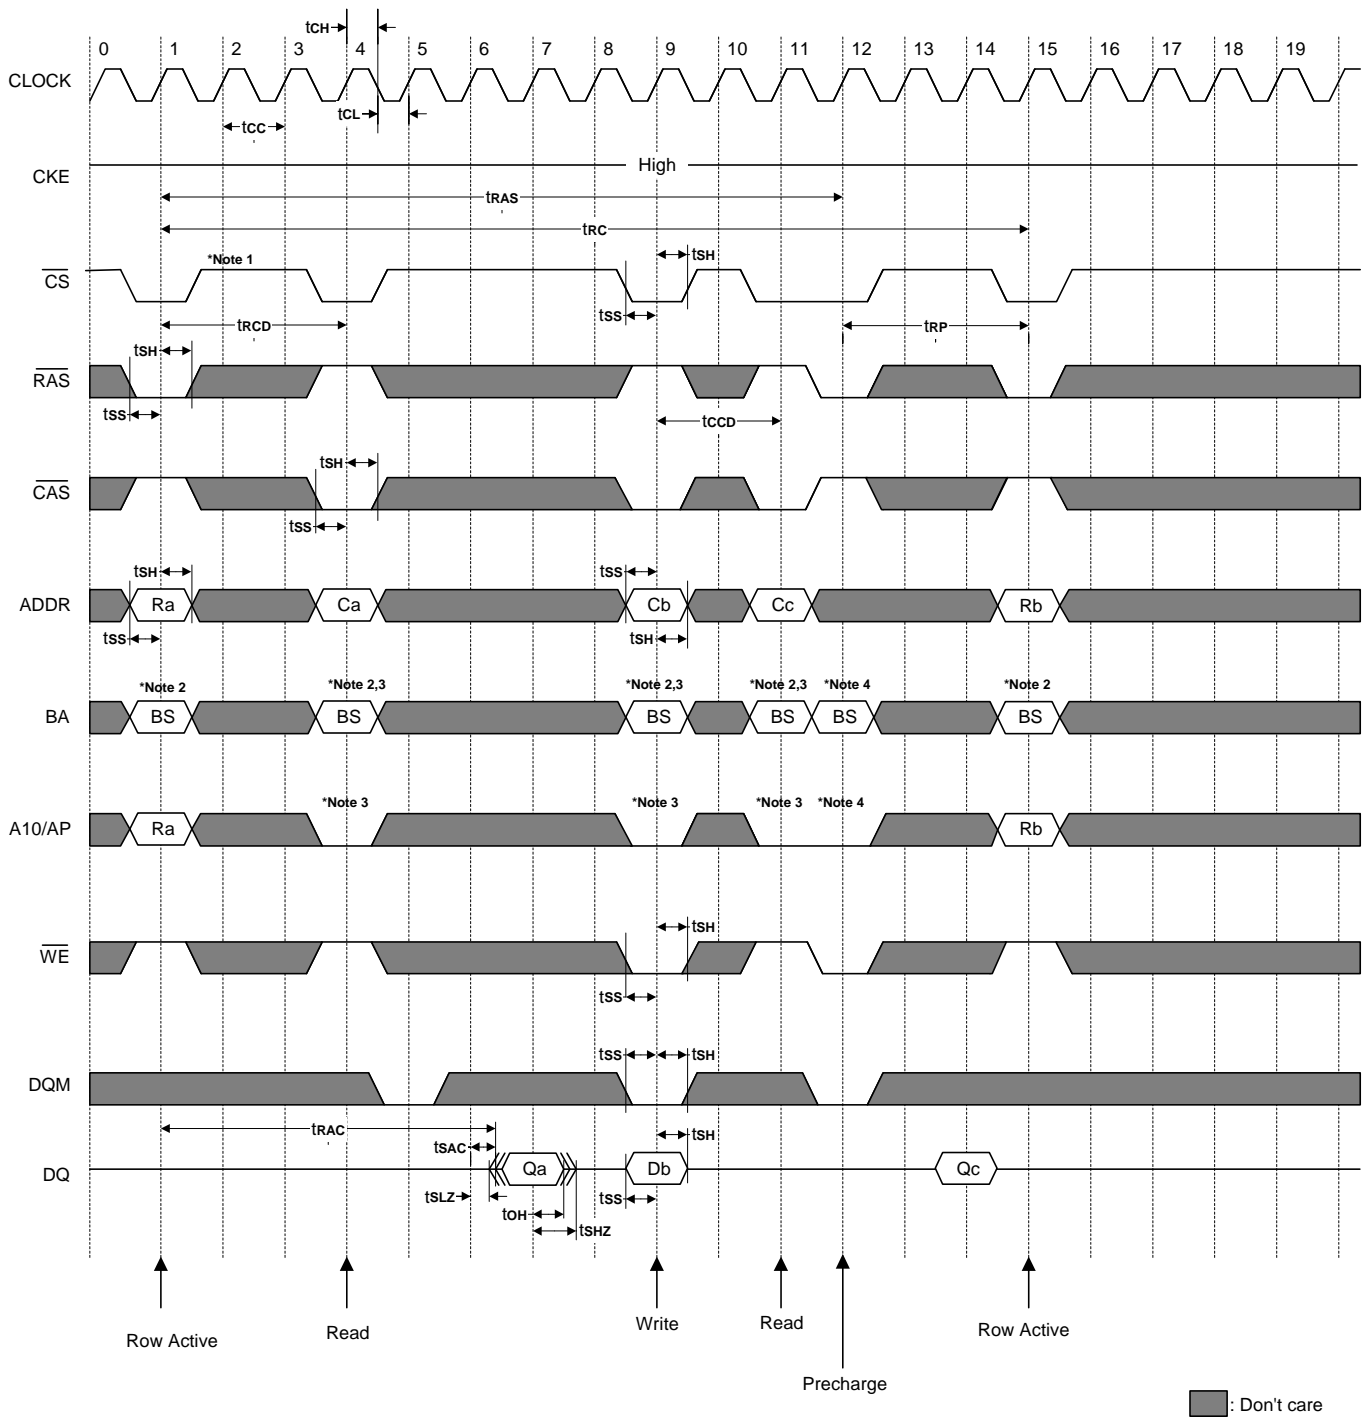 tCH
0 1 2 3 4 5 6 7 8 9 10 11 12 13 14 15 16 17 18 19
CLOCK
tCL
tCC
High
CKE
tRAS
tRC
*Note 1
tSH
CS
tSS
tRCD
tRP
tSH
RAS
tSS
tCCD
tSH
CAS
tSS
tSH
tSS
ADDR
Ra Ca Cb Cc Rb
tSS
tSH
*Note 2 *Note 2,3 *Note 2,3 *Note 2,3 *Note 4 *Note 2
BA
BS BS BS BS BS BS
*Note 3 *Note 3 *Note 3 *Note 4
A10/AP
Ra Rb
tSH
WE
tSS
tSS tSH
DQM
tRAC
tSAC
tSH
DQ
Qa Db Qc
tSLZ
tSS
tOH
tSHZ
Row Active
Read
Write
Read
Row Active
Precharge
: Don't care